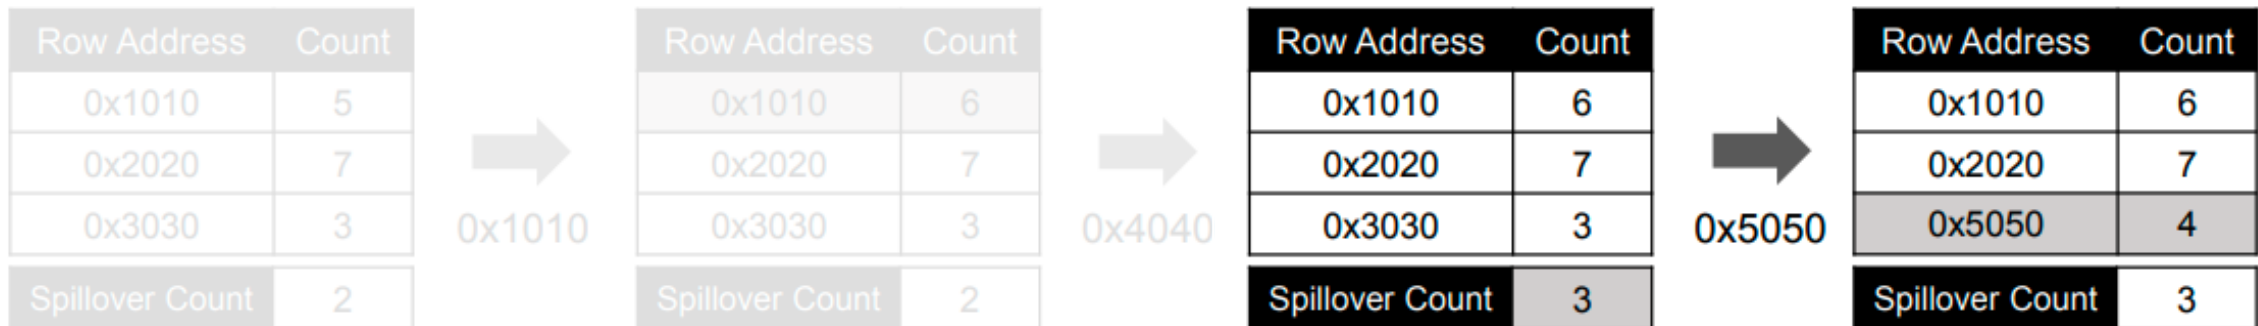 Row Address Count
0x1010 5
0x2020 7
0x3030 3
Spillover Count 2
0x1010
Row Address Count
0x1010 6
0x2020 7
0x3030 3
Spillover Count 2
0x4040
Row Address Count
0x1010 6
0x2020 7
0x3030 3
Spillover Count 3
0x5050
Row Address Count
0x1010 6
0x2020 7
0x5050 4
Spillover Count 3